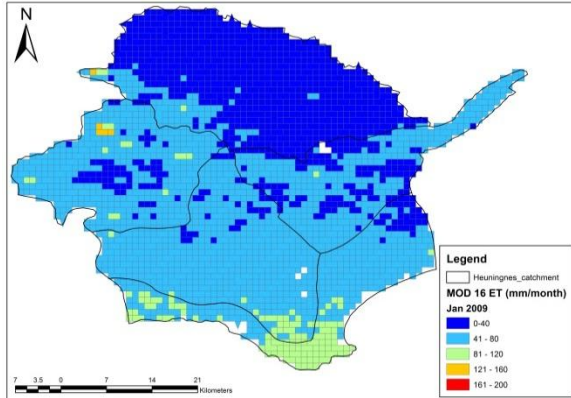 N
Legend
Heuningnes_catchment
MOD 16 ET (mm/month)
Jan 2009
0-40
41 - 80
81 - 120
121 - 160
161 - 200
7 3.5 0 7 14 21
Kilometers